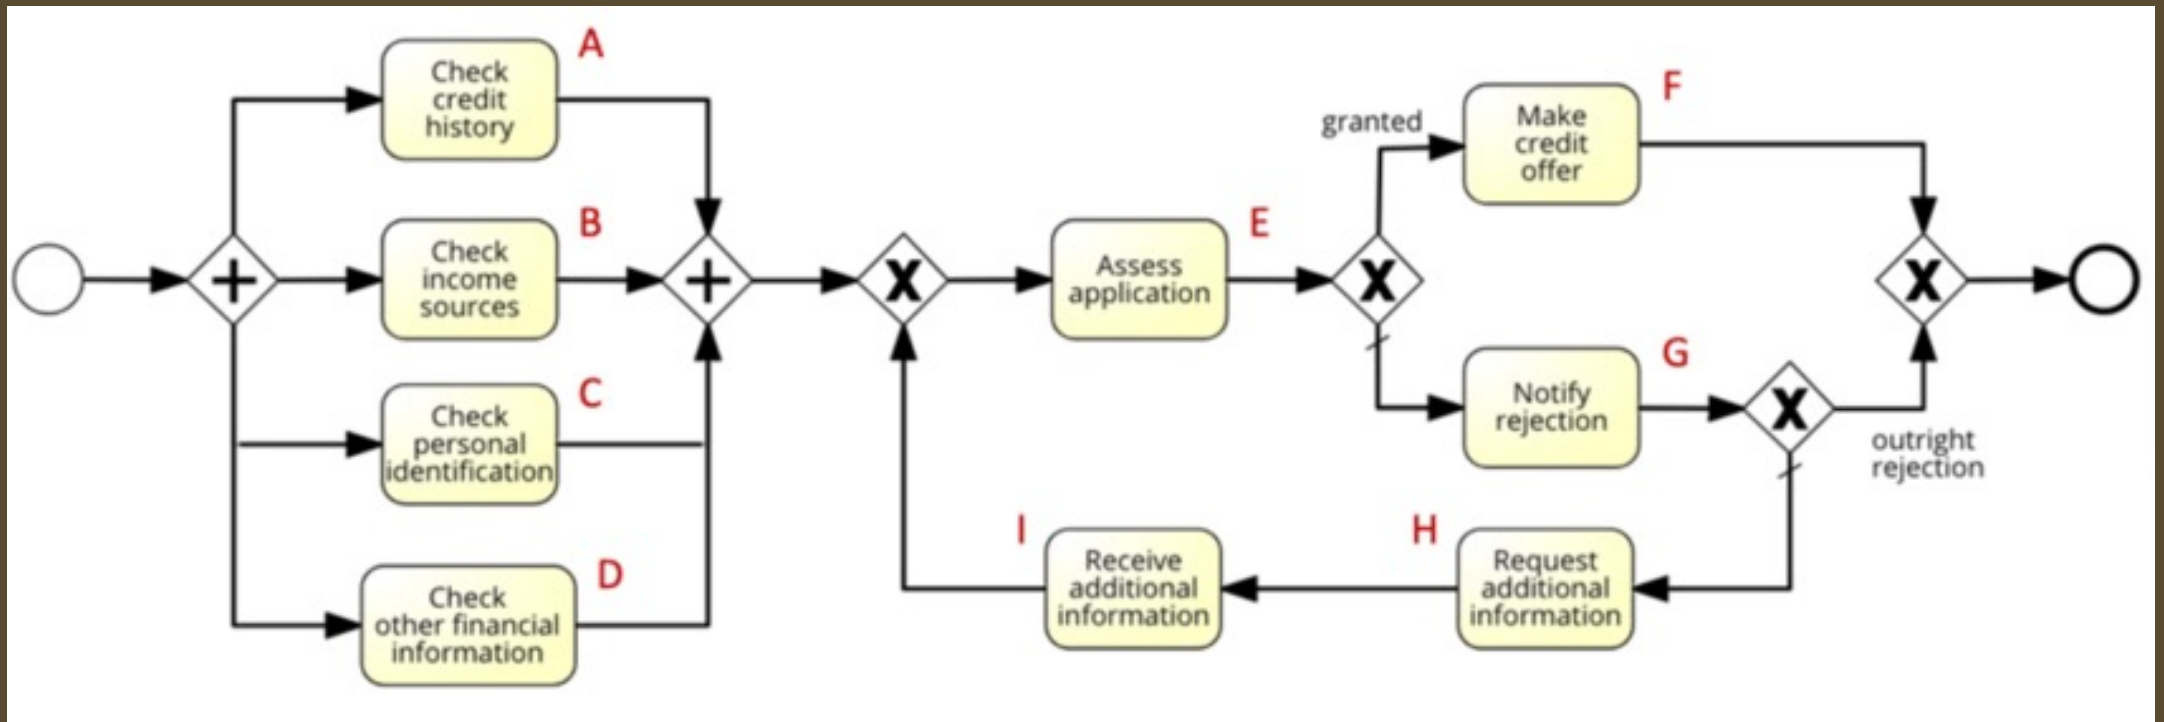 Check
credit
history
A
Check
income
sources
B
Check
personal
identification
C
Check
other financial
information
D
Assess
application
E
granted
Make
credit
offer
F
Notify
rejection
G
outright
rejection
Request
additional
information
H
Receive
additional
information
I